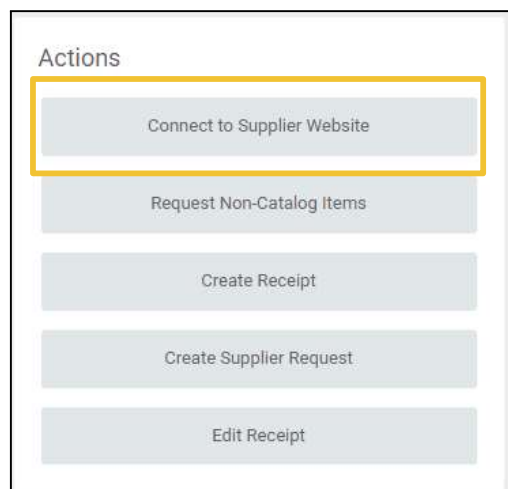 Actions
Connect to Supplier Website
Request Non-Catalog Items
Create Receipt
Create Supplier Request
Edit Receipt